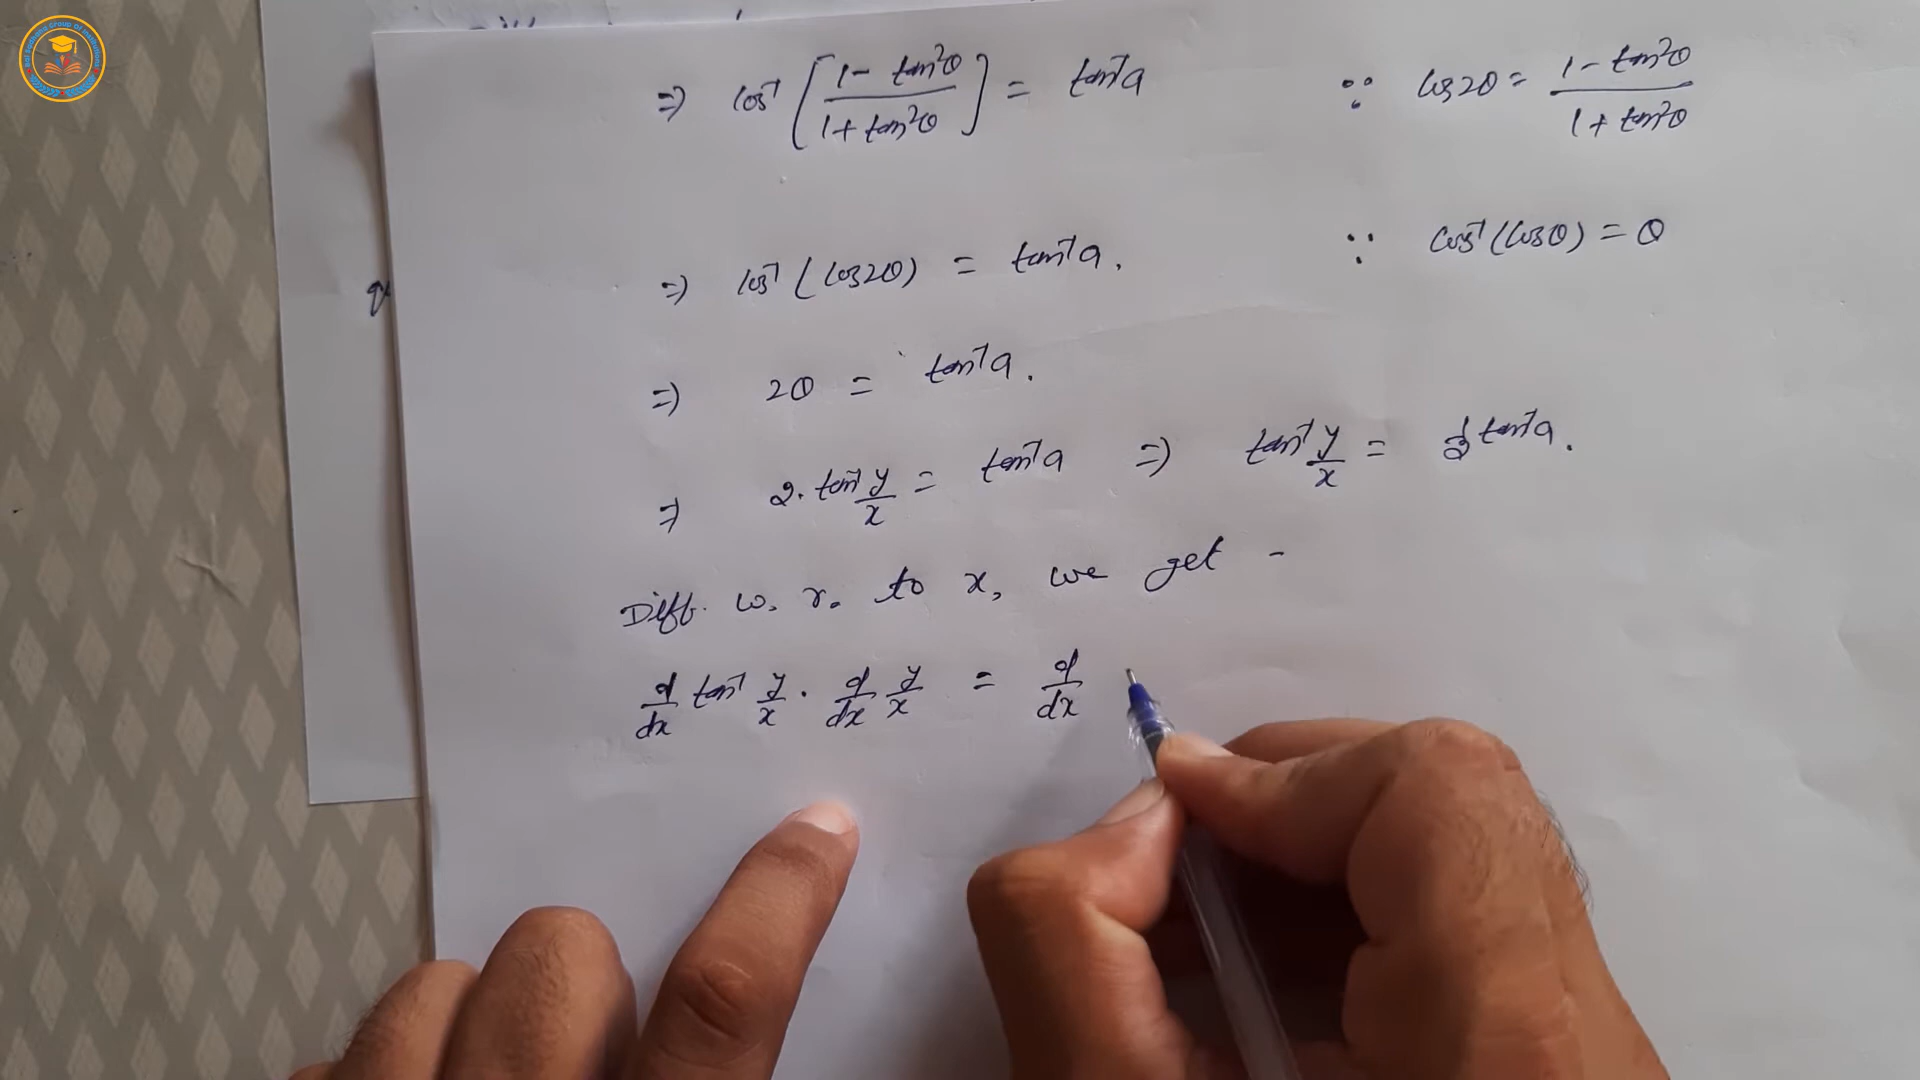 ⇒ cos⁻¹ [ (1 - tan²θ) / (1 + tan²θ) ] = tan⁻¹a ∵ cos2θ = (1 - tan²θ) / (1 + tan²θ)
⇒ cos⁻¹ (cos2θ) = tan⁻¹a. ∵ cos⁻¹(cosθ) = θ
⇒ 2θ = tan⁻¹a.
⇒ 2. tan⁻¹ y/x = tan⁻¹a ⇒ tan⁻¹ y/x = 1/2 tan⁻¹a.
Diff. w. r. to x, we get -
d/dx tan⁻¹ y/x . d/dx y/x = d/dx